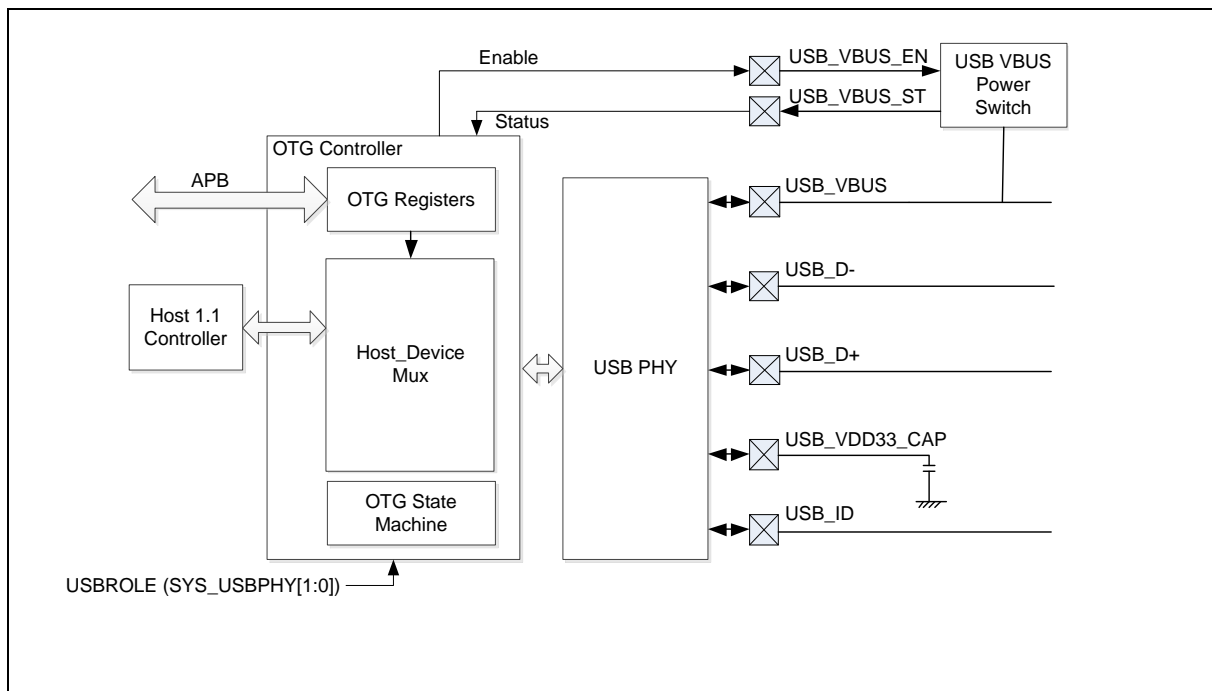 Enable
USB_VBUS_EN
USB VBUS
Power
Switch
USB_VBUS_ST
Status
OTG Controller
APB
OTG Registers
USB_VBUS
USB_D-
Host 1.1
Controller
Host_Device
Mux
USB PHY
USB_D+
USB_VDD33_CAP
OTG State
Machine
USB_ID
USBROLE (SYS_USBPHY[1:0])